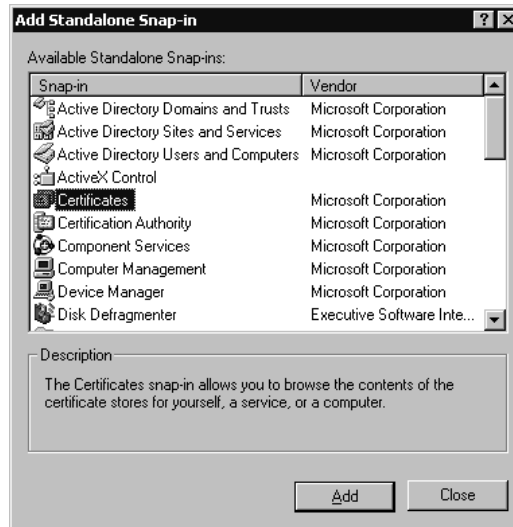 Add Standalone Snap-in
Available Standalone Snap-ins:
Snap-in Vendor
Active Directory Domains and Trusts Microsoft Corporation
Active Directory Sites and Services Microsoft Corporation
Active Directory Users and Computers Microsoft Corporation
ActiveX Control
Certificates Microsoft Corporation
Certification Authority Microsoft Corporation
Component Services Microsoft Corporation
Computer Management Microsoft Corporation
Device Manager Microsoft Corporation
Disk Defragmenter Executive Software Inte...
Description
The Certificates snap-in allows you to browse the contents of the
certificate stores for yourself, a service, or a computer.
Add Close